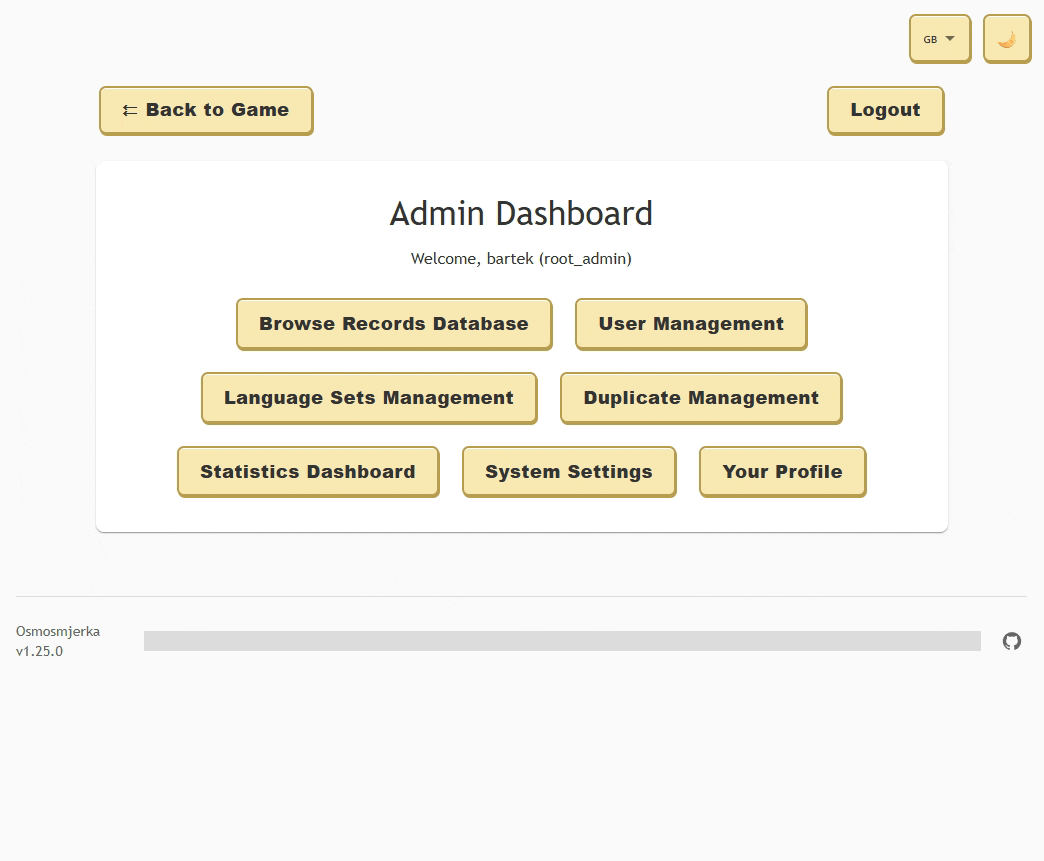 GB
⇇ Back to Game
Logout
Admin Dashboard
Welcome, bartek (root_admin)
Browse Records Database
User Management
Language Sets Management
Duplicate Management
Statistics Dashboard
System Settings
Your Profile
Osmosmjerka
v1.25.0